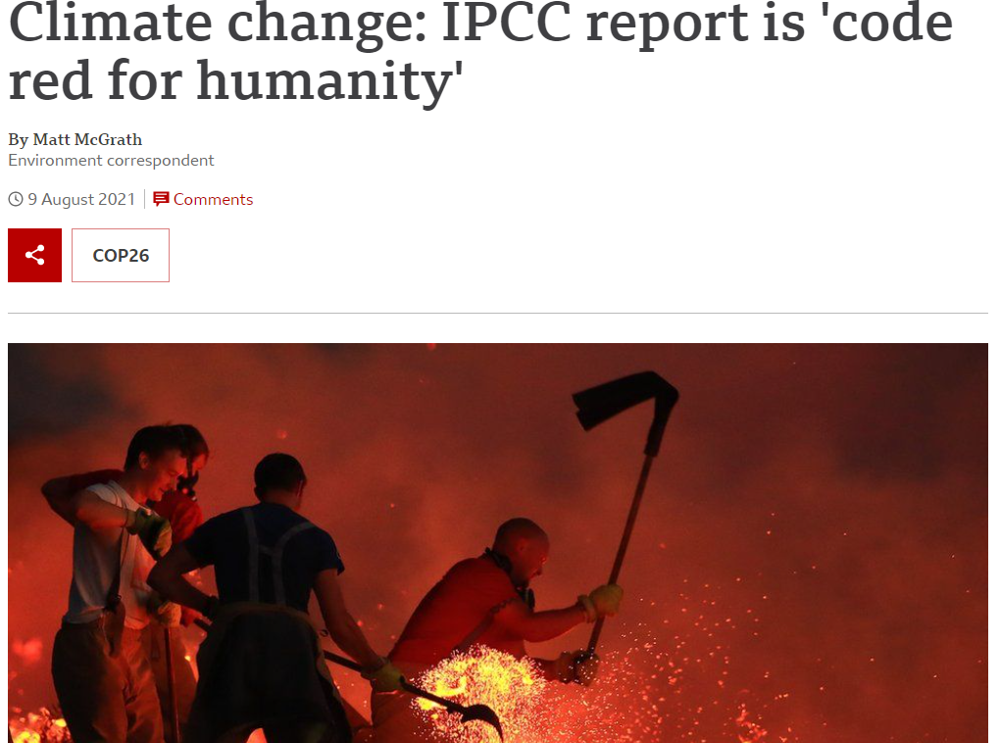 Climate change: IPCC report is 'code
red for humanity'
By Matt McGrath
Environment correspondent
9 August 2021
Comments
COP26